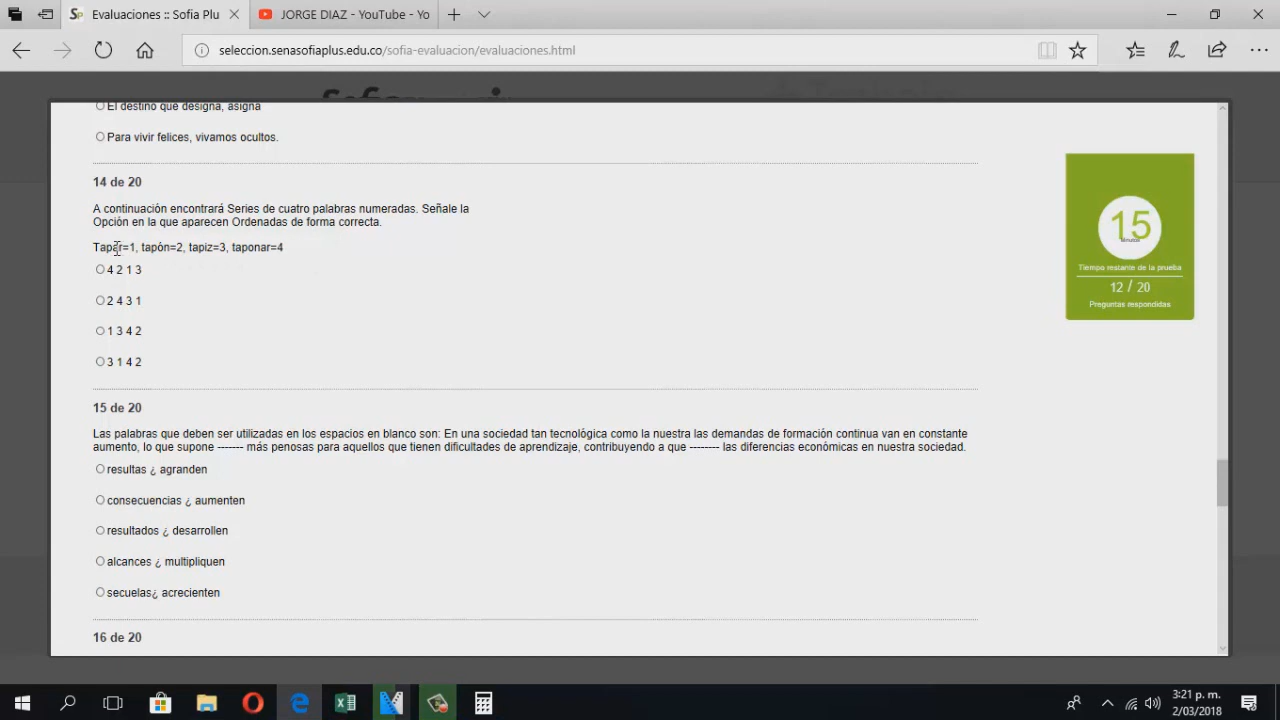 Evaluaciones :: Sofia Plu
JORGE DIAZ - YouTube - Yo
seleccion.senasofiaplus.edu.co/sofia-evaluacion/evaluaciones.html
El destino que designa, asigna
Para vivir felices, vivamos ocultos.
14 de 20
A continuación encontrará Series de cuatro palabras numeradas. Señale la
Opción en la que aparecen Ordenadas de forma correcta.
Tapar=1, tapón=2, tapiz=3, taponar=4
4 2 1 3
2 4 3 1
1 3 4 2
3 1 4 2
15 de 20
Las palabras que deben ser utilizadas en los espacios en blanco son: En una sociedad tan tecnológica como la nuestra las demandas de formación continua van en constante
aumento, lo que supone ------- más penosas para aquellos que tienen dificultades de aprendizaje, contribuyendo a que -------- las diferencias económicas en nuestra sociedad.
resultas ¿ agranden
consecuencias ¿ aumenten
resultados ¿ desarrollen
alcances ¿ multipliquen
secuelas¿ acrecienten
16 de 20
15
Minutos
Tiempo restante de la prueba
12 / 20
Preguntas respondidas
3:21 p. m.
2/03/2018